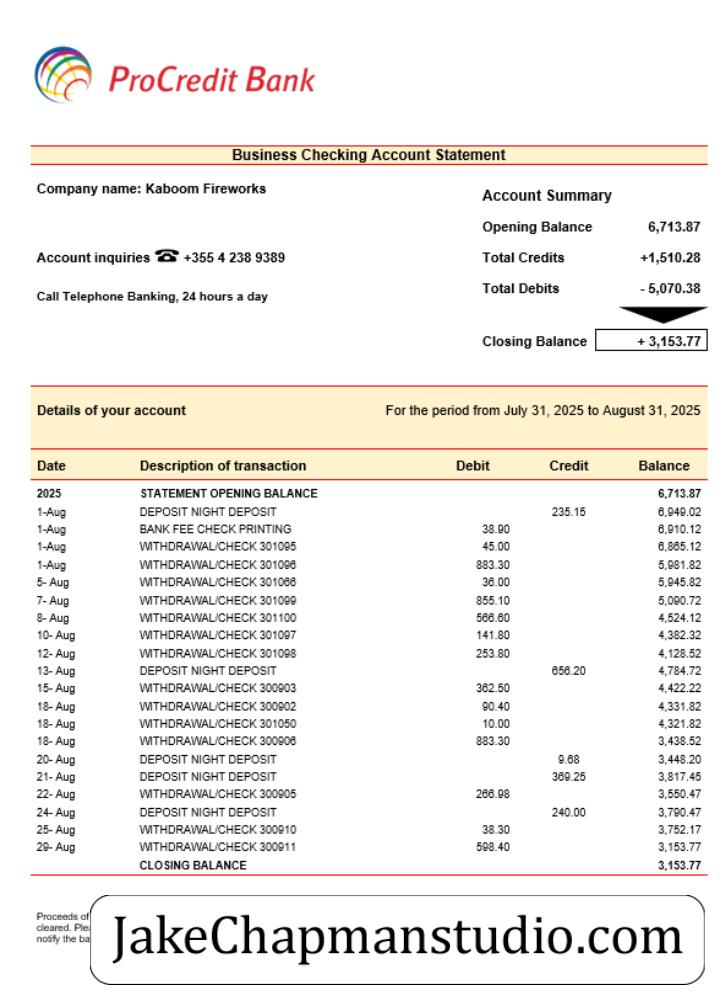 ProCredit Bank
Business Checking Account Statement
Company name: Kaboom Fireworks
Account inquiries ☎ +355 4 238 9389
Call Telephone Banking, 24 hours a day
Account Summary
Opening Balance 6,713.87
Total Credits +1,510.28
Total Debits - 5,070.38
Closing Balance + 3,153.77
Details of your account For the period from July 31, 2025 to August 31, 2025
Date Description of transaction Debit Credit Balance
2025 STATEMENT OPENING BALANCE 6,713.87
1-Aug DEPOSIT NIGHT DEPOSIT 235.15 6,949.02
1-Aug BANK FEE CHECK PRINTING 38.90 6,910.12
1-Aug WITHDRAWAL/CHECK 301095 45.00 6,865.12
1-Aug WITHDRAWAL/CHECK 301096 883.30 5,981.82
5- Aug WITHDRAWAL/CHECK 301066 36.00 5,945.82
7- Aug WITHDRAWAL/CHECK 301099 855.10 5,090.72
8- Aug WITHDRAWAL/CHECK 301100 566.60 4,524.12
10- Aug WITHDRAWAL/CHECK 301097 141.80 4,382.32
12- Aug WITHDRAWAL/CHECK 301098 253.80 4,128.52
13- Aug DEPOSIT NIGHT DEPOSIT 656.20 4,784.72
15- Aug WITHDRAWAL/CHECK 300903 362.50 4,422.22
18- Aug WITHDRAWAL/CHECK 300902 90.40 4,331.82
18- Aug WITHDRAWAL/CHECK 301050 10.00 4,321.82
18- Aug WITHDRAWAL/CHECK 300906 883.30 3,438.52
20- Aug DEPOSIT NIGHT DEPOSIT 9.68 3,448.20
21- Aug DEPOSIT NIGHT DEPOSIT 369.25 3,817.45
22- Aug WITHDRAWAL/CHECK 300905 266.98 3,550.47
24- Aug DEPOSIT NIGHT DEPOSIT 240.00 3,790.47
25- Aug WITHDRAWAL/CHECK 300910 38.30 3,752.17
29- Aug WITHDRAWAL/CHECK 300911 598.40 3,153.77
CLOSING BALANCE 3,153.77
Proceeds of
cleared.
notify the
JakeChapmanstudio.com